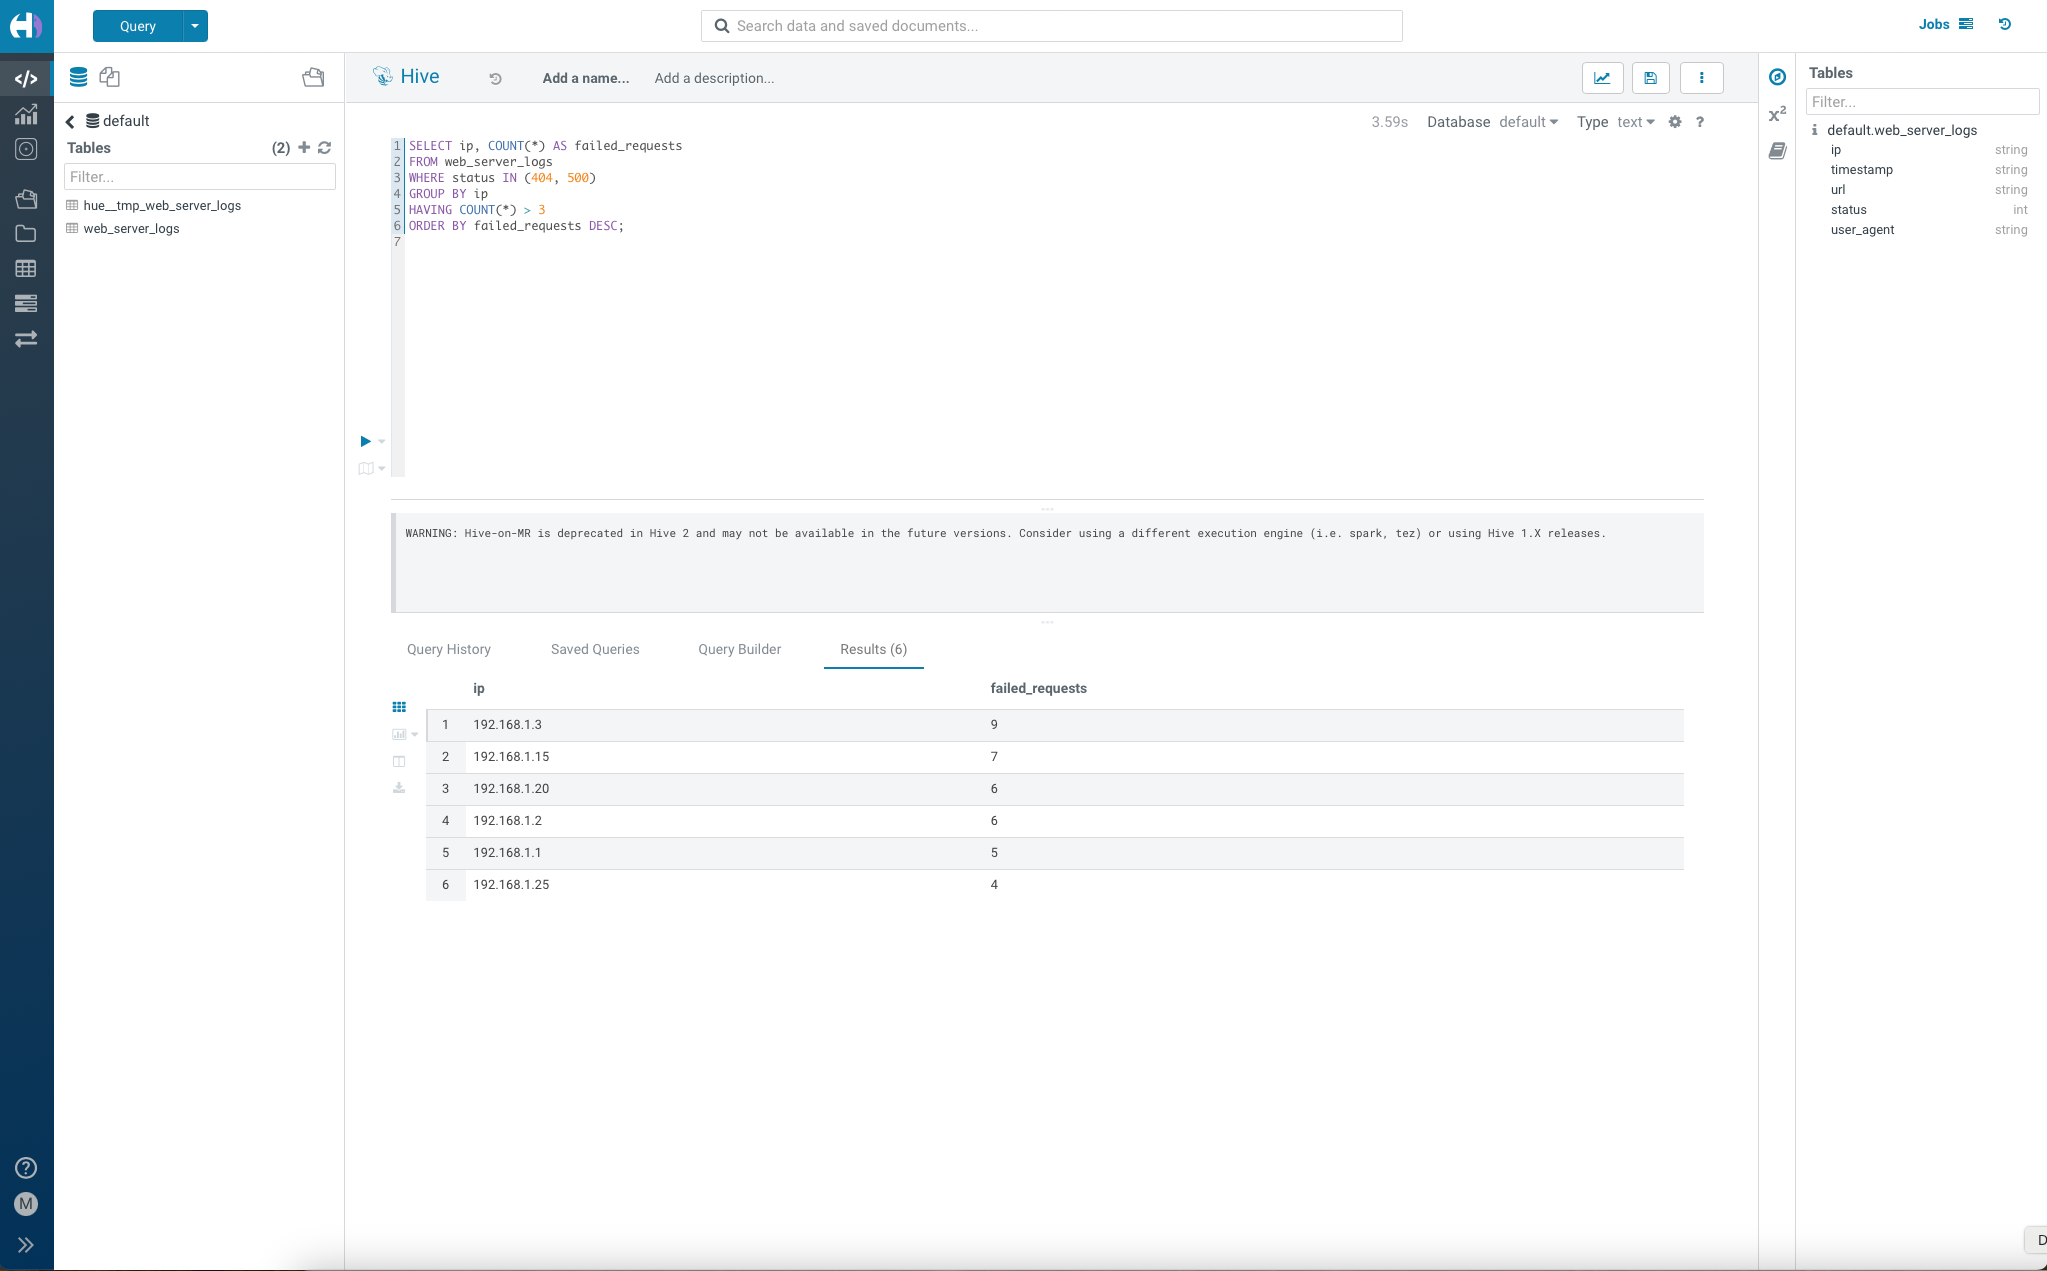 Query
Search data and saved documents...
Jobs
default
Tables
(2)
Filter...
hue__tmp_web_server_logs
web_server_logs
Hive
Add a name...
Add a description...
3.59s Database default Type text ?
1 SELECT ip, COUNT(*) AS failed_requests
2 FROM web_server_logs
3 WHERE status IN (404, 500)
4 GROUP BY ip
5 HAVING COUNT(*) > 3
6 ORDER BY failed_requests DESC;
7
WARNING: Hive-on-MR is deprecated in Hive 2 and may not be available in the future versions. Consider using a different execution engine (i.e. spark, tez) or using Hive 1.X releases.
Query History Saved Queries Query Builder Results (6)
ip failed_requests
1 192.168.1.3 9
2 192.168.1.15 7
3 192.168.1.20 6
4 192.168.1.2 6
5 192.168.1.1 5
6 192.168.1.25 4
x²
Tables
Filter...
default.web_server_logs
ip string
timestamp string
url string
status int
user_agent string
M
D